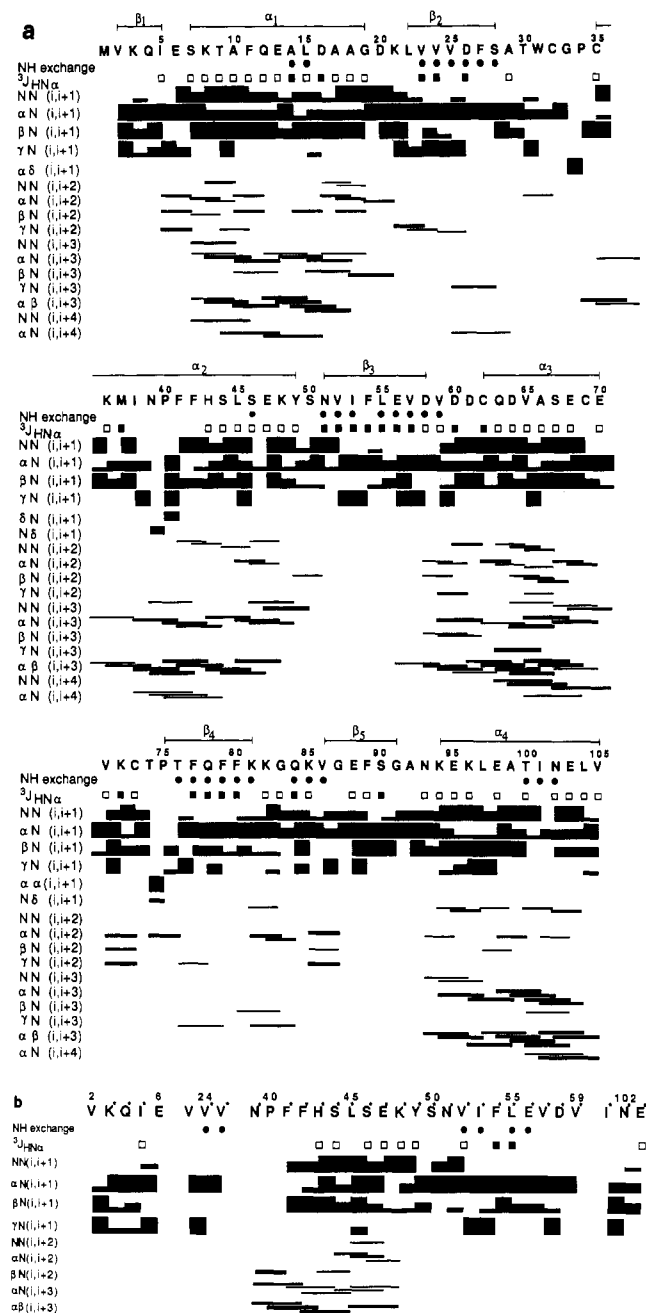 a
β1 α1 β2
5 10 15 20 25 30 35
M V K Q I E S K T A F Q E A L D A A G D K L V V V D F S A T W C G P C
NH exchange
3JHNα
NN (i,i+1)
αN (i,i+1)
βN (i,i+1)
γN (i,i+1)
αδ (i,i+1)
NN (i,i+2)
αN (i,i+2)
βN (i,i+2)
γN (i,i+2)
NN (i,i+3)
αN (i,i+3)
βN (i,i+3)
γN (i,i+3)
αβ (i,i+3)
NN (i,i+4)
αN (i,i+4)
α2 β3 α3
40 45 50 55 60 65 70
K M I N P F F H S L S E K Y S N V I F L E V D V D D C Q D V A S E C E
NH exchange
3JHNα
NN (i,i+1)
αN (i,i+1)
βN (i,i+1)
γN (i,i+1)
δN (i,i+1)
Nδ (i,i+1)
NN (i,i+2)
αN (i,i+2)
βN (i,i+2)
γN (i,i+2)
NN (i,i+3)
αN (i,i+3)
βN (i,i+3)
γN (i,i+3)
αβ (i,i+3)
NN (i,i+4)
αN (i,i+4)
β4 β5 α4
75 80 85 90 95 100 105
V K C T P T F Q F F K K G Q K V G E F S G A N K E K L E A T I N E L V
NH exchange
3JHNα
NN (i,i+1)
αN (i,i+1)
βN (i,i+1)
γN (i,i+1)
αα (i,i+1)
Nδ (i,i+1)
NN (i,i+2)
αN (i,i+2)
βN (i,i+2)
γN (i,i+2)
NN (i,i+3)
αN (i,i+3)
βN (i,i+3)
γN (i,i+3)
αβ (i,i+3)
αN (i,i+4)
b
2 6 24 40 45 50 55 59 102
V K* Q I* E V V* V* N P F F H* S L S E K* Y S N V* I F L E* V D V* I* N E*
NH exchange
3JHNα
NN(i,i+1)
αN(i,i+1)
βN(i,i+1)
γN(i,i+1)
NN(i,i+2)
αN(i,i+2)
βN(i,i+2)
αN(i,i+3)
αβ(i,i+3)